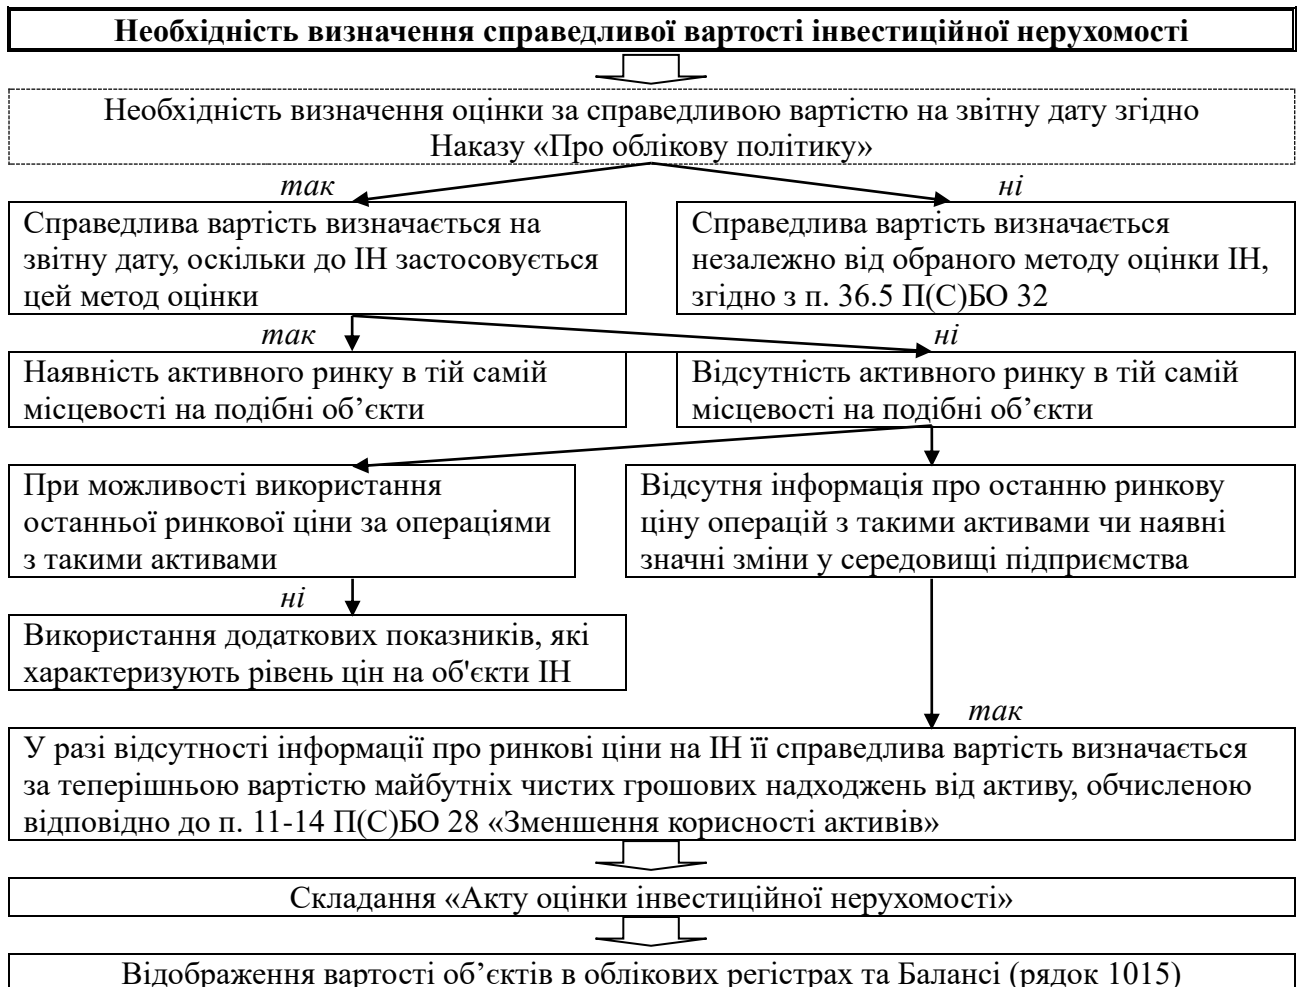 Необхідність визначення справедливої вартості інвестиційної нерухомості
Необхідність визначення оцінки за справедливою вартістю на звітну дату згідно
Наказу «Про облікову політику»
так
ні
Справедлива вартість визначається на
звітну дату, оскільки до ІН застосовується
цей метод оцінки
Справедлива вартість визначається
незалежно від обраного методу оцінки ІН,
згідно з п. 36.5 П(С)БО 32
так
ні
Наявність активного ринку в тій самій
місцевості на подібні об’єкти
Відсутність активного ринку в тій самій
місцевості на подібні об’єкти
При можливості використання
останньої ринкової ціни за операціями
з такими активами
Відсутня інформація про останню ринкову
ціну операцій з такими активами чи наявні
значні зміни у середовищі підприємства
ні
Використання додаткових показників, які
характеризують рівень цін на об'єкти ІН
так
У разі відсутності інформації про ринкові ціни на ІН її справедлива вартість визначається
за теперішньою вартістю майбутніх чистих грошових надходжень від активу, обчисленою
відповідно до п. 11-14 П(С)БО 28 «Зменшення корисності активів»
Складання «Акту оцінки інвестиційної нерухомості»
Відображення вартості об’єктів в облікових регістрах та Балансі (рядок 1015)